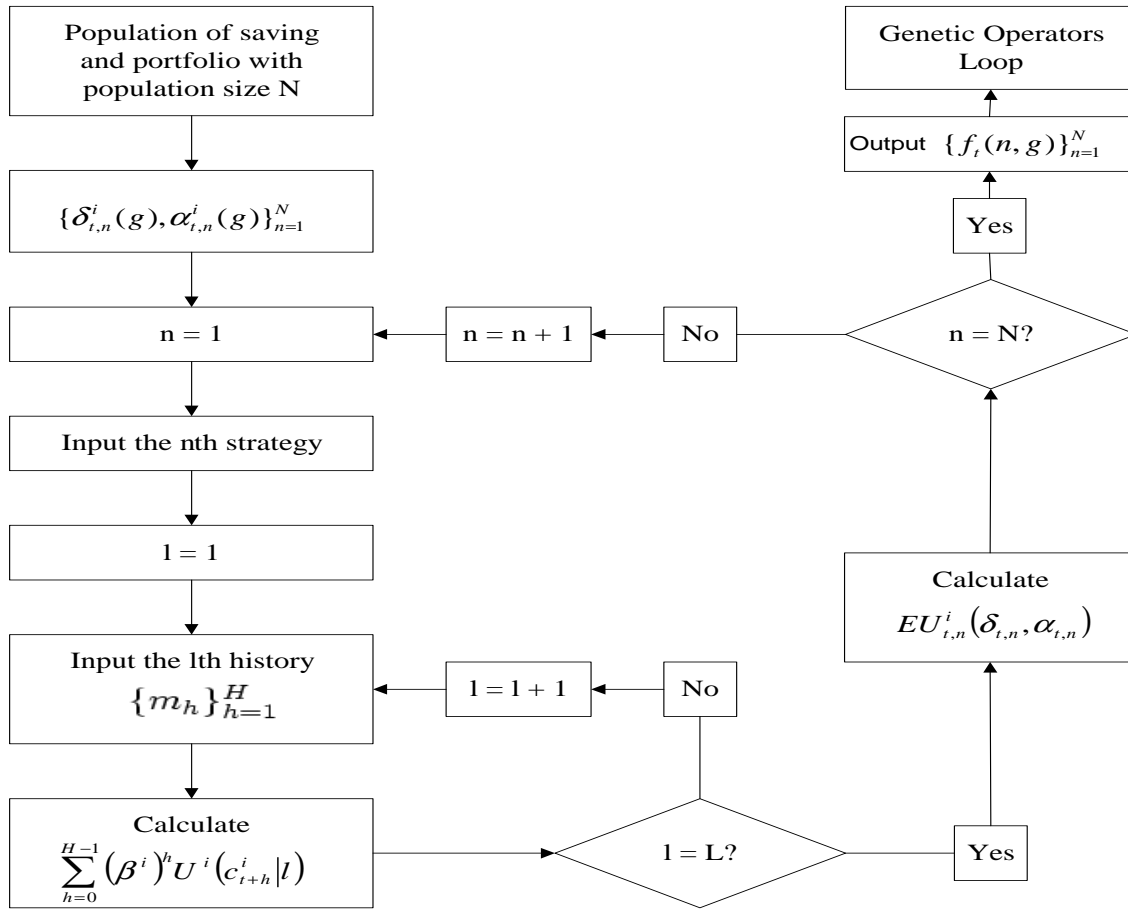 Population of saving
and portfolio with
population size N
{δ^i_{t,n}(g), α^i_{t,n}(g)}^N_{n=1}
n = 1
Input the nth strategy
l = 1
Input the lth history
{m_h}^H_{h=1}
Calculate
∑^{H-1}_{h=0} (β^i)^h U^i(c^i_{t+h}|l)
l = L?
No
l = l + 1
Yes
Calculate
EU^i_{t,n}(δ_{t,n}, α_{t,n})
n = N?
No
n = n + 1
Yes
Output {f_t(n, g)}^N_{n=1}
Genetic Operators
Loop